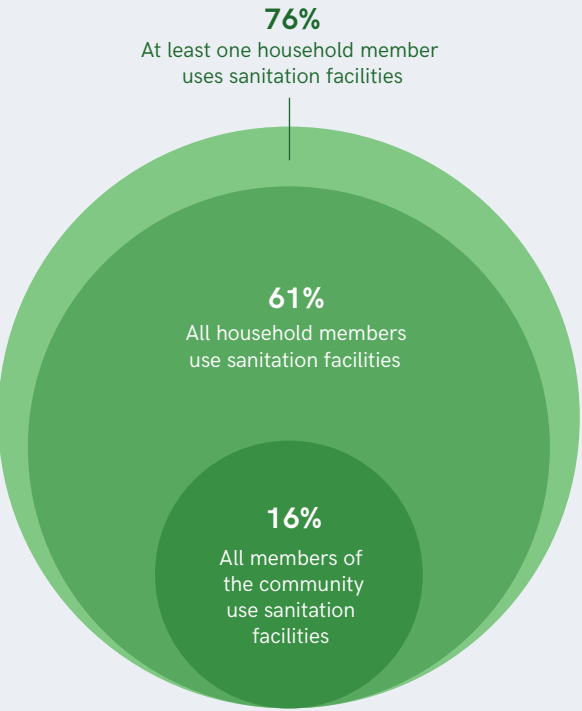 76%
At least one household member
uses sanitation facilities
61%
All household members
use sanitation facilities
16%
All members of
the community
use sanitation
facilities